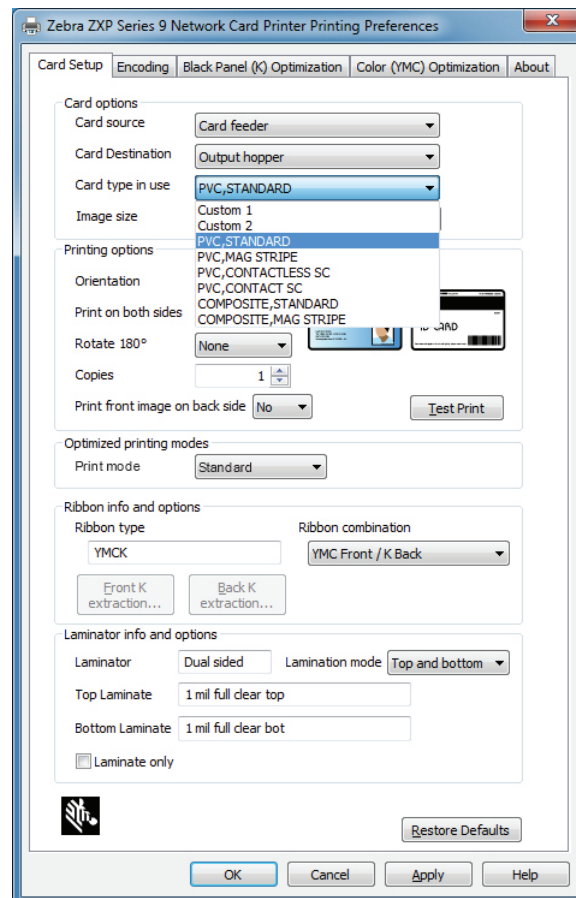 Zebra ZXP Series 9 Network Card Printer Printing Preferences
Card Setup Encoding Black Panel (K) Optimization Color (YMC) Optimization About
Card options
Card source Card feeder
Card Destination Output hopper
Card type in use PVC,STANDARD
Image size
Custom 1
Custom 2
PVC,STANDARD
PVC,MAG STRIPE
PVC,CONTACTLESS SC
PVC,CONTACT SC
COMPOSITE,STANDARD
COMPOSITE,MAG STRIPE
Printing options
Orientation
Print on both sides
ID CARD
Rotate 180° None
Copies 1
Print front image on back side No Test Print
Optimized printing modes
Print mode Standard
Ribbon info and options
Ribbon type Ribbon combination
YMCK YMC Front / K Back
Front K extraction... Back K extraction...
Laminator info and options
Laminator Dual sided Lamination mode Top and bottom
Top Laminate 1 mil full clear top
Bottom Laminate 1 mil full clear bot
Laminate only
Restore Defaults
OK Cancel Apply Help